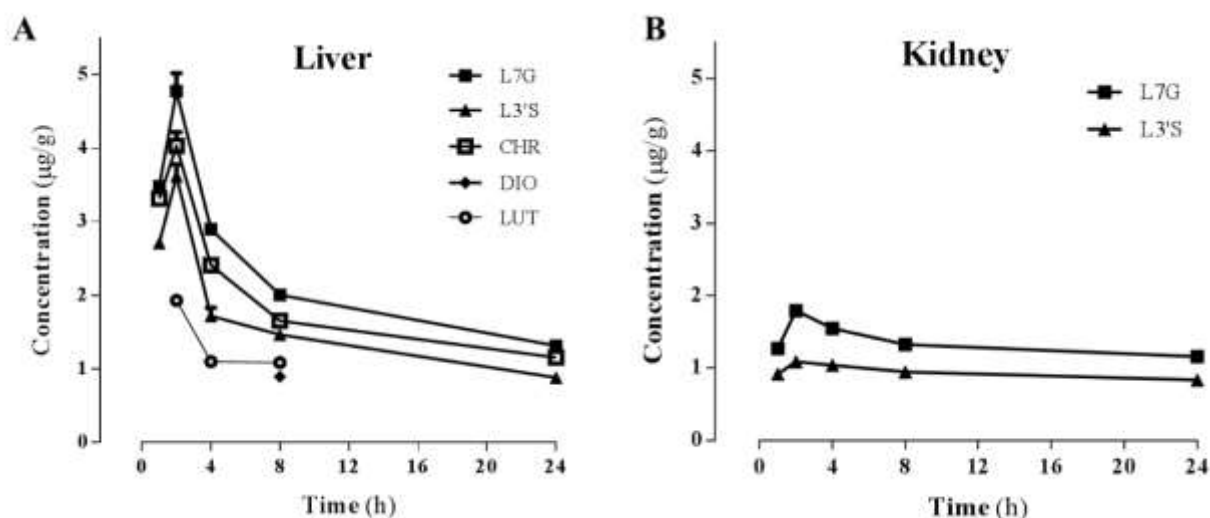 A
Liver
L7G
L3'S
CHR
DIO
LUT
Concentration (µg/g)
5
4
3
2
1
0
0 4 8 12 16 20 24
Time (h)
B
Kidney
L7G
L3'S
Concentration (µg/g)
5
4
3
2
1
0
0 4 8 12 16 20 24
Time (h)